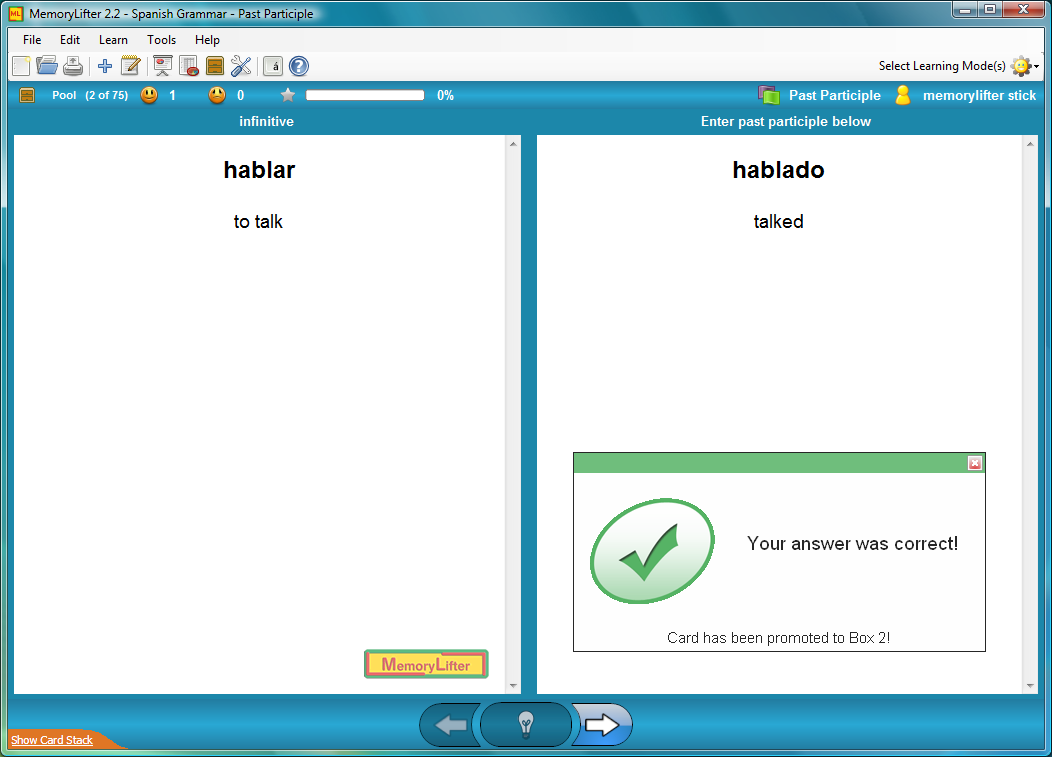 ML MemoryLifter 2.2 - Spanish Grammar - Past Participle
File Edit Learn Tools Help
á ? Select Learning Mode(s)
Pool (2 of 75) 1 0 0% Past Participle memorylifter stick
infinitive
Enter past participle below
hablar
to talk
MemoryLifter
hablado
talked
Your answer was correct!
Card has been promoted to Box 2!
Show Card Stack